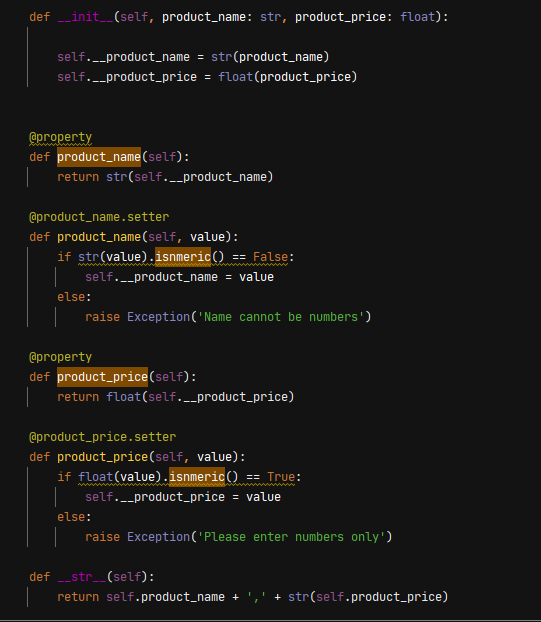 def __init__(self, product_name: str, product_price: float):
self.__product_name = str(product_name)
self.__product_price = float(product_price)
@property
def product_name(self):
return str(self.__product_name)
@product_name.setter
def product_name(self, value):
if str(value).isnmeric() == False:
self.__product_name = value
else:
raise Exception('Name cannot be numbers')
@property
def product_price(self):
return float(self.__product_price)
@product_price.setter
def product_price(self, value):
if float(value).isnmeric() == True:
self.__product_price = value
else:
raise Exception('Please enter numbers only')
def __str__(self):
return self.product_name + ',' + str(self.product_price)